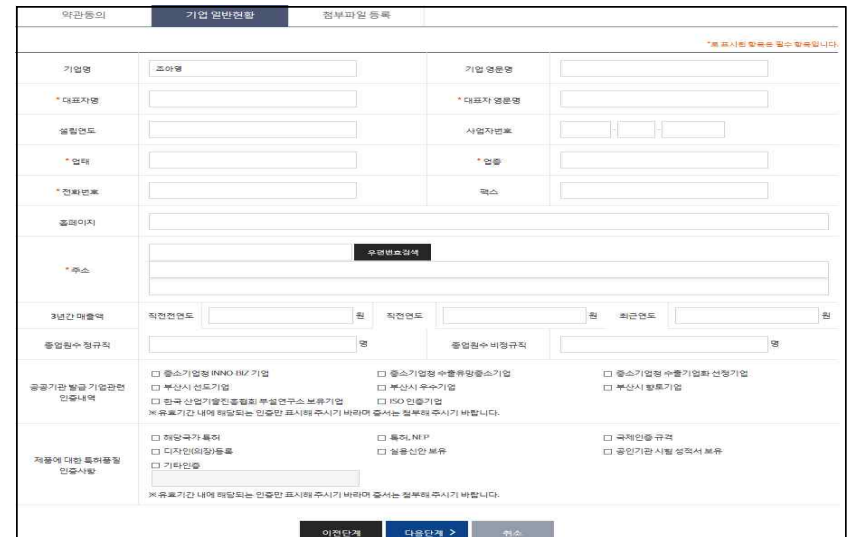 약관동의 기업 일반현황 첨부파일 등록
*로 표시된 항목은 필수 항목입니다.
기업명 조아평 기업 영문명
* 대표자명 * 대표자 영문명
설립연도 사업자번호 - -
* 업태 * 업종
* 전화번호 팩스
홈페이지
우편번호검색
* 주소
3년간 매출액 직전전연도 원 직전연도 원 최근연도 원
종업원수 정규직 명 종업원수 비정규직 명
공공기관 발급 기업관련 인증내역
□ 중소기업청 INNO BIZ 기업 □ 중소기업청 수출유망중소기업 □ 중소기업청 수출기업화 선정기업
□ 부산시 선도기업 □ 부산시 우수기업 □ 부산시 향토기업
□ 한국 산업기술진흥협회 부설연구소 보유기업 □ ISO 인증기업
※ 유효기간 내에 해당되는 인증만 표시해 주시기 바라며 증서는 첨부해 주시기 바랍니다.
제품에 대한 특허품질 인증사항
□ 해당국가 특허 □ 특허, NEP □ 국제인증 규격
□ 디자인(의장)등록 □ 실용신안 보유 □ 공인기관 시험 성적서 보유
□ 기타인증
※ 유효기간 내에 해당되는 인증만 표시해 주시기 바라며 증서는 첨부해 주시기 바랍니다.
이전단계 다음단계 > 취소